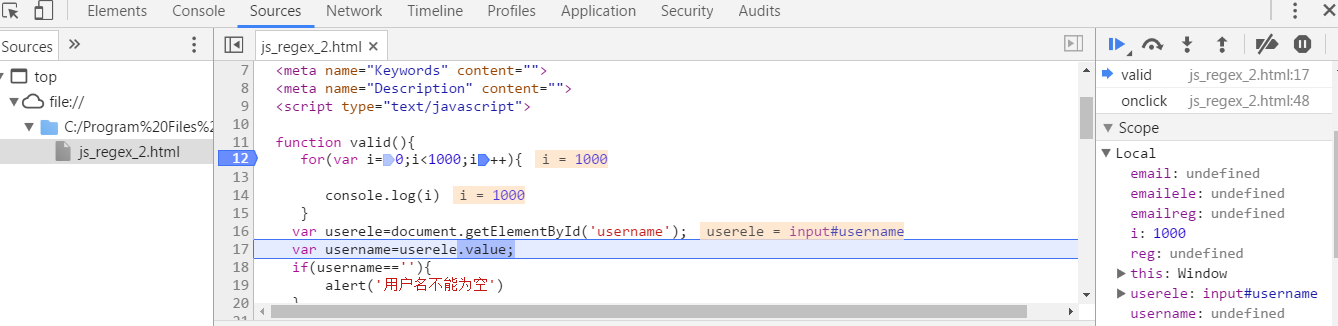 Elements Console Sources Network Timeline Profiles Application Security Audits
Sources
js_regex_2.html
top
file://
C:/Program%20Files%2
js_regex_2.html
7 <meta name="Keywords" content="">
8 <meta name="Description" content="">
9 <script type="text/javascript">
10
11 function valid(){
12 for(var i=0;i<1000;i++){ i = 1000
13
14 console.log(i) i = 1000
15 }
16 var userele=document.getElementById('username'); userele = input#username
17 var username=userele.value;
18 if(username==''){
19 alert('用户名不能为空')
20 }
21
valid js_regex_2.html:17
onclick js_regex_2.html:48
Scope
Local
email: undefined
emailele: undefined
emailreg: undefined
i: 1000
reg: undefined
this: Window
userele: input#username
username: undefined